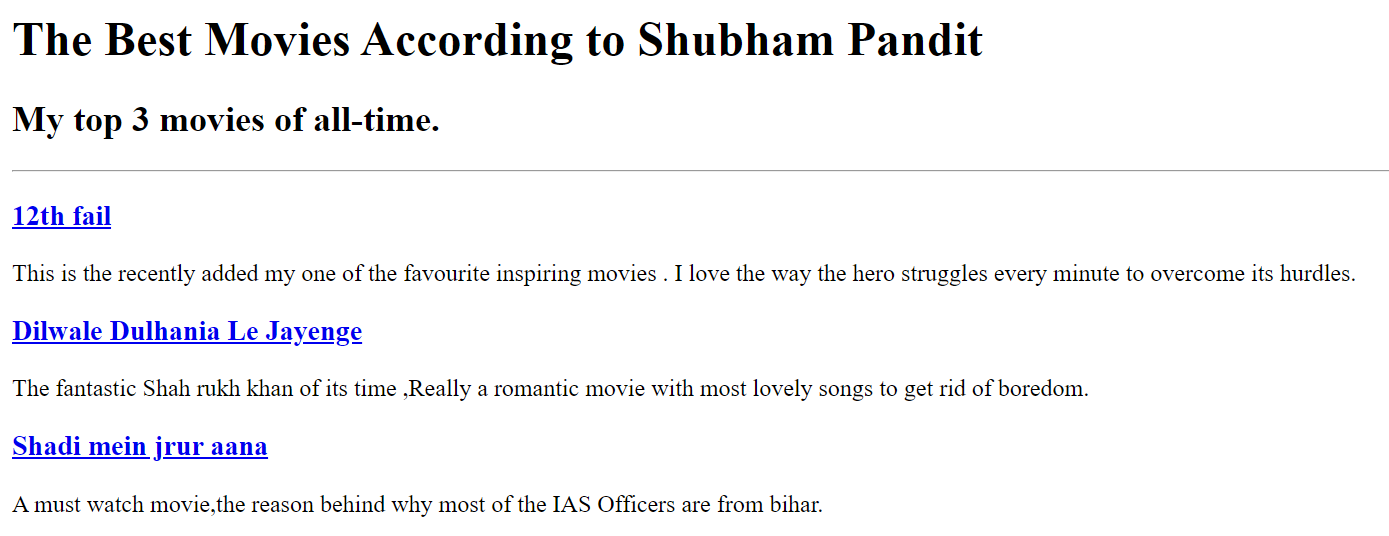 The Best Movies According to Shubham Pandit
My top 3 movies of all-time.
12th fail
This is the recently added my one of the favourite inspiring movies . I love the way the hero struggles every minute to overcome its hurdles.
Dilwale Dulhania Le Jayenge
The fantastic Shah rukh khan of its time ,Really a romantic movie with most lovely songs to get rid of boredom.
Shadi mein jrur aana
A must watch movie,the reason behind why most of the IAS Officers are from bihar.